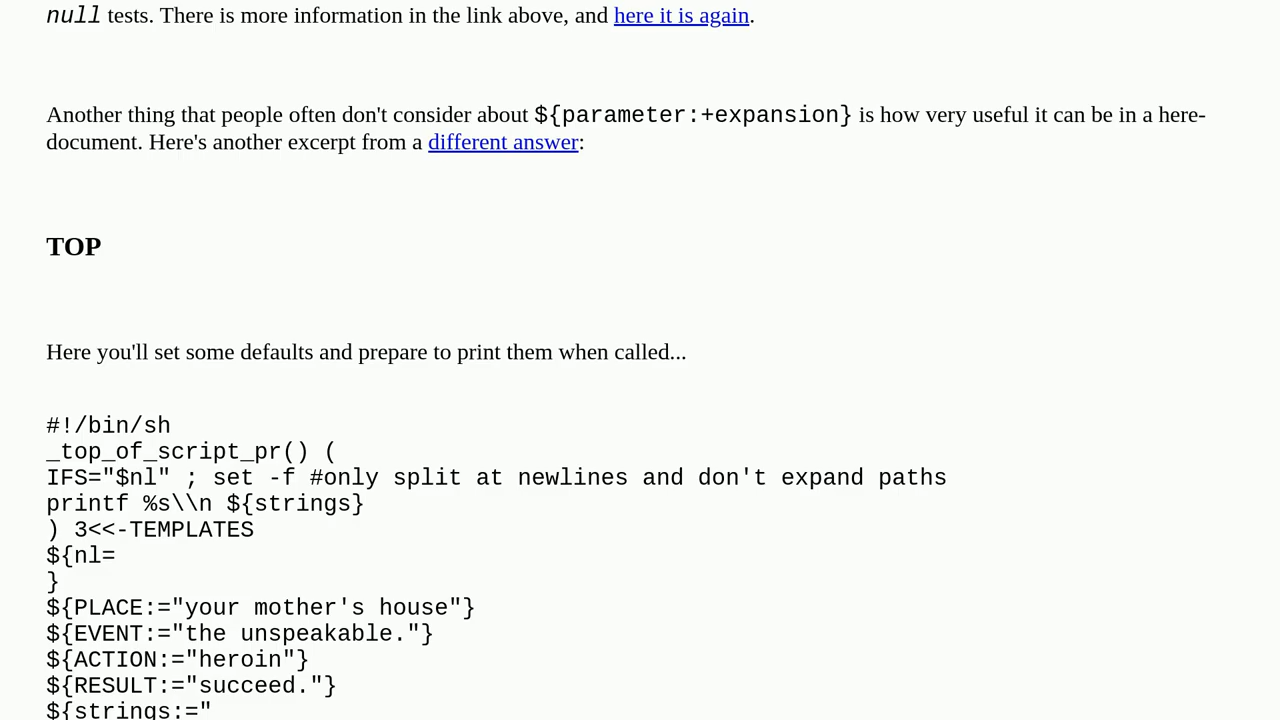 null tests. There is more information in the link above, and here it is again.
Another thing that people often don't consider about ${parameter:+expansion} is how very useful it can be in a here-
document. Here's another excerpt from a different answer:
TOP
Here you'll set some defaults and prepare to print them when called...
#!/bin/sh
_top_of_script_pr() (
IFS="$nl" ; set -f #only split at newlines and don't expand paths
printf %s\\n ${strings}
) 3<<-TEMPLATES
${nl=
}
${PLACE:="your mother's house"}
${EVENT:="the unspeakable."}
${ACTION:="heroin"}
${RESULT:="succeed."}
${strings:="